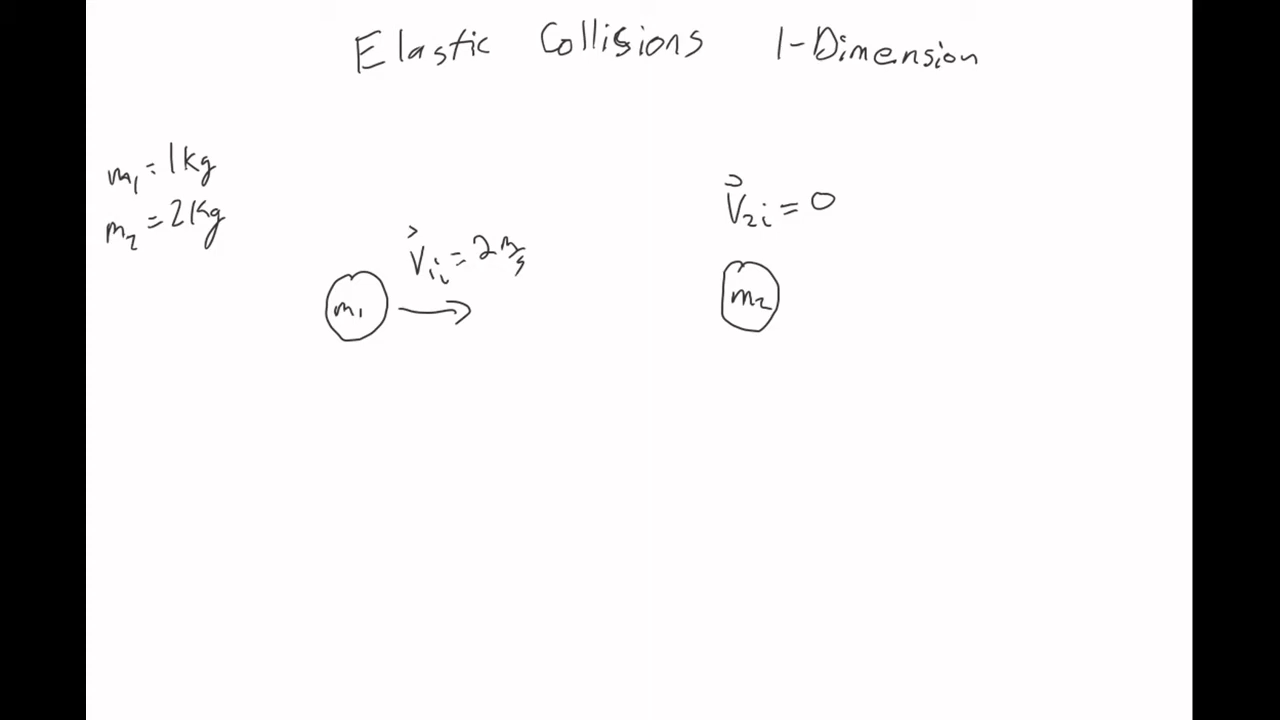 Elastic Collisions 1-Dimension
m₁ = 1kg
m₂ = 2kg
V⃗₂ᵢ = 0
V⃗₁ᵢ = 2 m/s
m₁
m₂